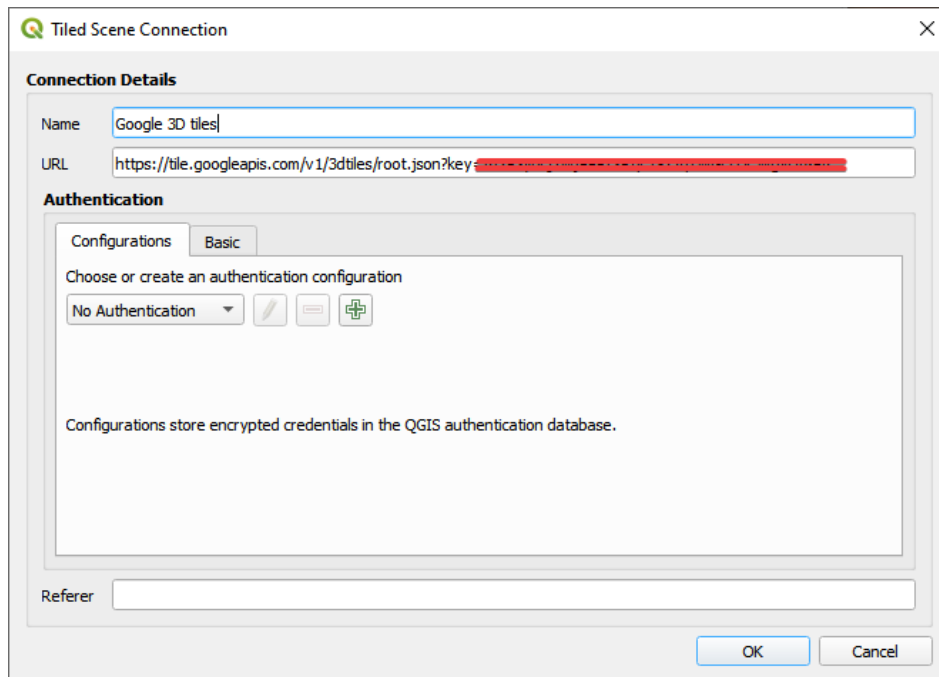 Tiled Scene Connection
Connection Details
Name Google 3D tiles
URL https://tile.googleapis.com/v1/3dtiles/root.json?key=
Authentication
Configurations Basic
Choose or create an authentication configuration
No Authentication
Configurations store encrypted credentials in the QGIS authentication database.
Referer
OK Cancel